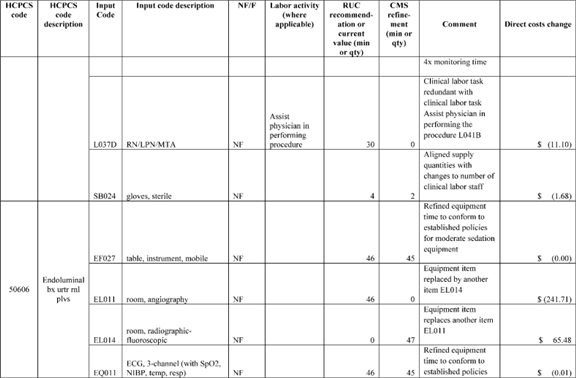 HCPCS code
HCPCS code description
Input Code
Input code description
NF/F
Labor activity (where applicable)
RUC recommend-ation or current value (min or qty)
CMS refine-ment (min or qty)
Comment
Direct costs change
4x monitoring time
L037D
RN/LPN/MTA
NF
Assist physician in performing procedure
30
0
Clinical labor task redundant with clinical labor task Assist physician in performing the procedure L041B
$ (11.10)
SB024
gloves, sterile
NF
4
2
Aligned supply quantities with changes to number of clinical labor staff
$ (1.68)
50606
Endoluminal bx urtr rnl plvs
EF027
table, instrument, mobile
NF
46
45
Refined equipment time to conform to established policies for moderate sedation equipment
$ (0.00)
EL011
room, angiography
NF
46
0
Equipment item replaced by another item EL014
$ (241.71)
EL014
room, radiographic-fluoroscopic
NF
0
47
Equipment item replaces another item EL011
$ 65.48
EQ011
ECG, 3-channel (with SpO2, NIBP, temp, resp)
NF
46
45
Refined equipment time to conform to established policies
$ (0.01)